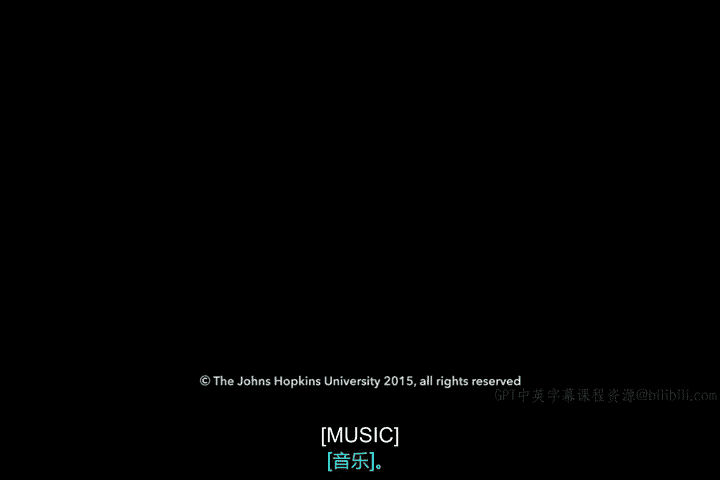 © The Johns Hopkins University 2015, all rights reserved
GPT中英字幕课程资源@bilibili.com
[MUSIC]
[音乐]。